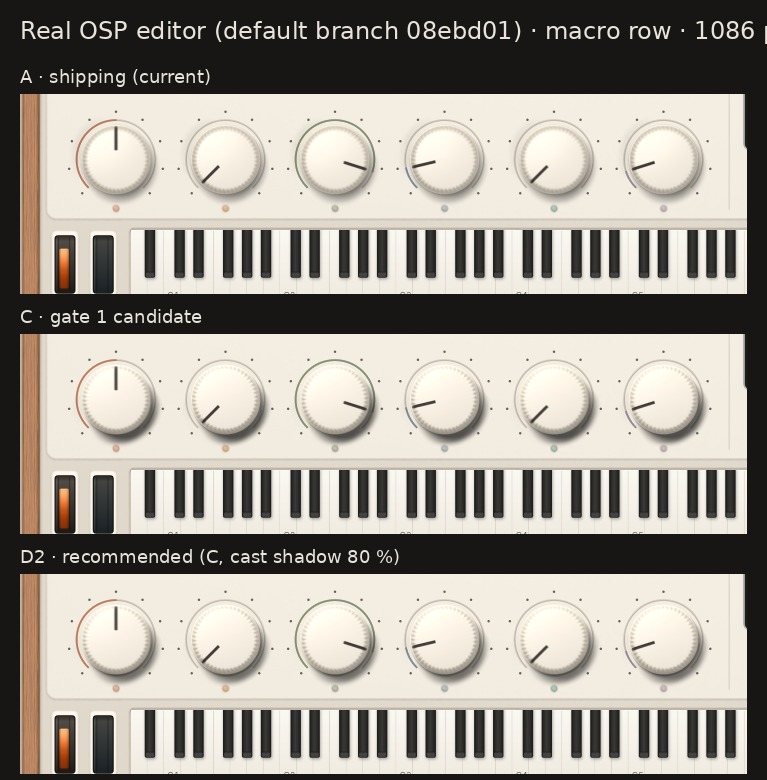 Real OSP editor (default branch 08ebd01) · macro row · 1086
A · shipping (current)
C · gate 1 candidate
D2 · recommended (C, cast shadow 80 %)